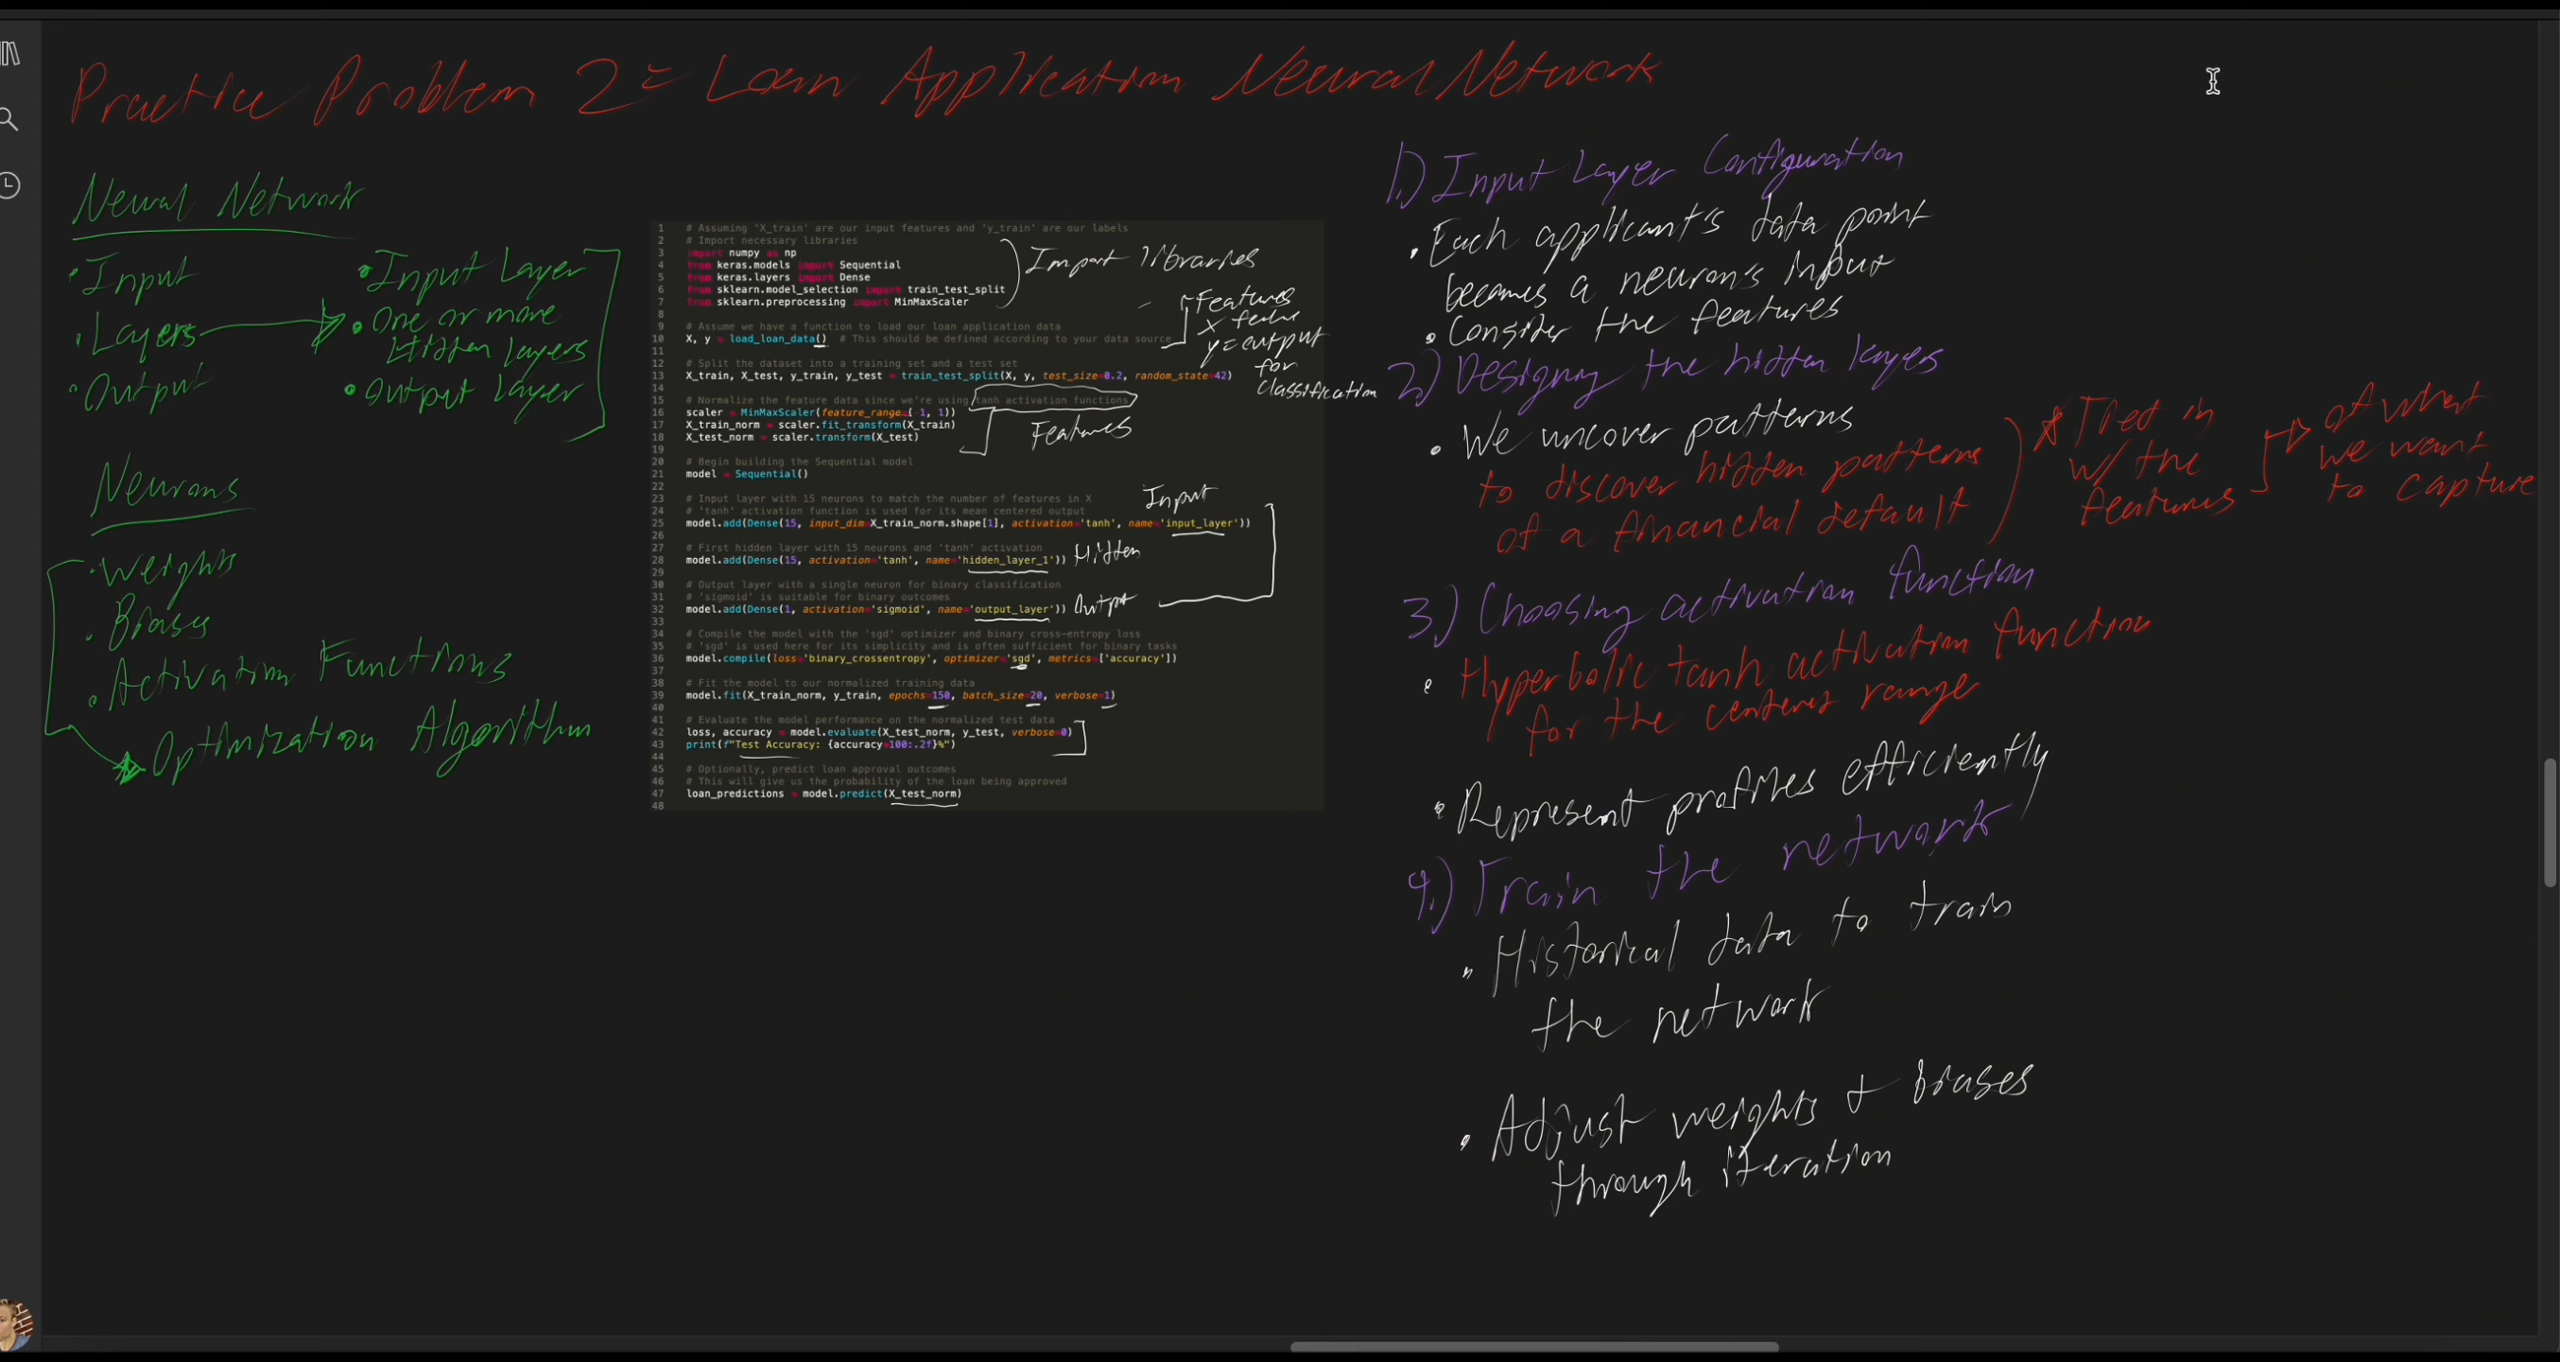 Practice Problem 2: Loan Application Neural Network
Neural Network
• Input
• Layers
• Output
• Input Layer
• One or more
Hidden layers
• Output Layer
Neurons
• Weights
• Biases
• Activation Functions
Optimization Algorithm
1 # Assuming 'X_train' are our input features and 'y_train' are our labels
2 # Import necessary libraries
3 import numpy as np
4 from keras.models import Sequential
5 from keras.layers import Dense
6 from sklearn.model_selection import train_test_split
7 from sklearn.preprocessing import MinMaxScaler
Import libraries
8
9 # Assume we have a function to load our loan application data
10 X, y = load_loan_data() # This should be defined according to your data source
Features
X
y = output
for
classification
11
12 # Split the dataset into a training set and a test set
13 X_train, X_test, y_train, y_test = train_test_split(X, y, test_size=0.2, random_state=42)
14
15 # Normalize the feature data since we're using tanh activation functions
16 scaler = MinMaxScaler(feature_range=(-1, 1))
17 X_train_norm = scaler.fit_transform(X_train)
18 X_test_norm = scaler.transform(X_test)
Features
19
20 # Begin building the Sequential model
21 model = Sequential()
22
23 # Input layer with 15 neurons to match the number of features in X
24 # 'tanh' activation function is used for its mean centered output
25 model.add(Dense(15, input_dim=X_train_norm.shape[1], activation='tanh', name='input_layer'))
Input
26
27 # First hidden layer with 15 neurons and 'tanh' activation
28 model.add(Dense(15, activation='tanh', name='hidden_layer_1')) Hidden
29
30 # Output layer with a single neuron for binary classification
31 # 'sigmoid' is suitable for binary outcomes
32 model.add(Dense(1, activation='sigmoid', name='output_layer')) Output
33
34 # Compile the model with the 'sgd' optimizer and binary cross-entropy loss
35 # 'sgd' is used here for its simplicity and is often sufficient for binary tasks
36 model.compile(loss='binary_crossentropy', optimizer='sgd', metrics=['accuracy'])
37
38 # Fit the model to our normalized training data
39 model.fit(X_train_norm, y_train, epochs=150, batch_size=20, verbose=1)
40
41 # Evaluate the model performance on the normalized test data
42 loss, accuracy = model.evaluate(X_test_norm, y_test, verbose=0)
43 print(f"Test Accuracy: {accuracy*100:.2f}%")
44
45 # Optionally, predict loan approval outcomes
46 # This will give us the probability of the loan being approved
47 loan_predictions = model.predict(X_test_norm)
48
1.) Input Layer Configuration
• Each applicant's data point
becomes a neuron's input
• Consider the features
2.) Designing the hidden layers
• We uncover patterns
to discover hidden patterns
of a financial default
* Tied in
w/ the
features
of what
we want
to capture
3.) Choosing activation function
• Hyperbolic tanh activation function
for the centered range
• Represent profiles efficiently
4.) Train the network
• Historical data to train
the network
• Adjust weights + biases
through iteration